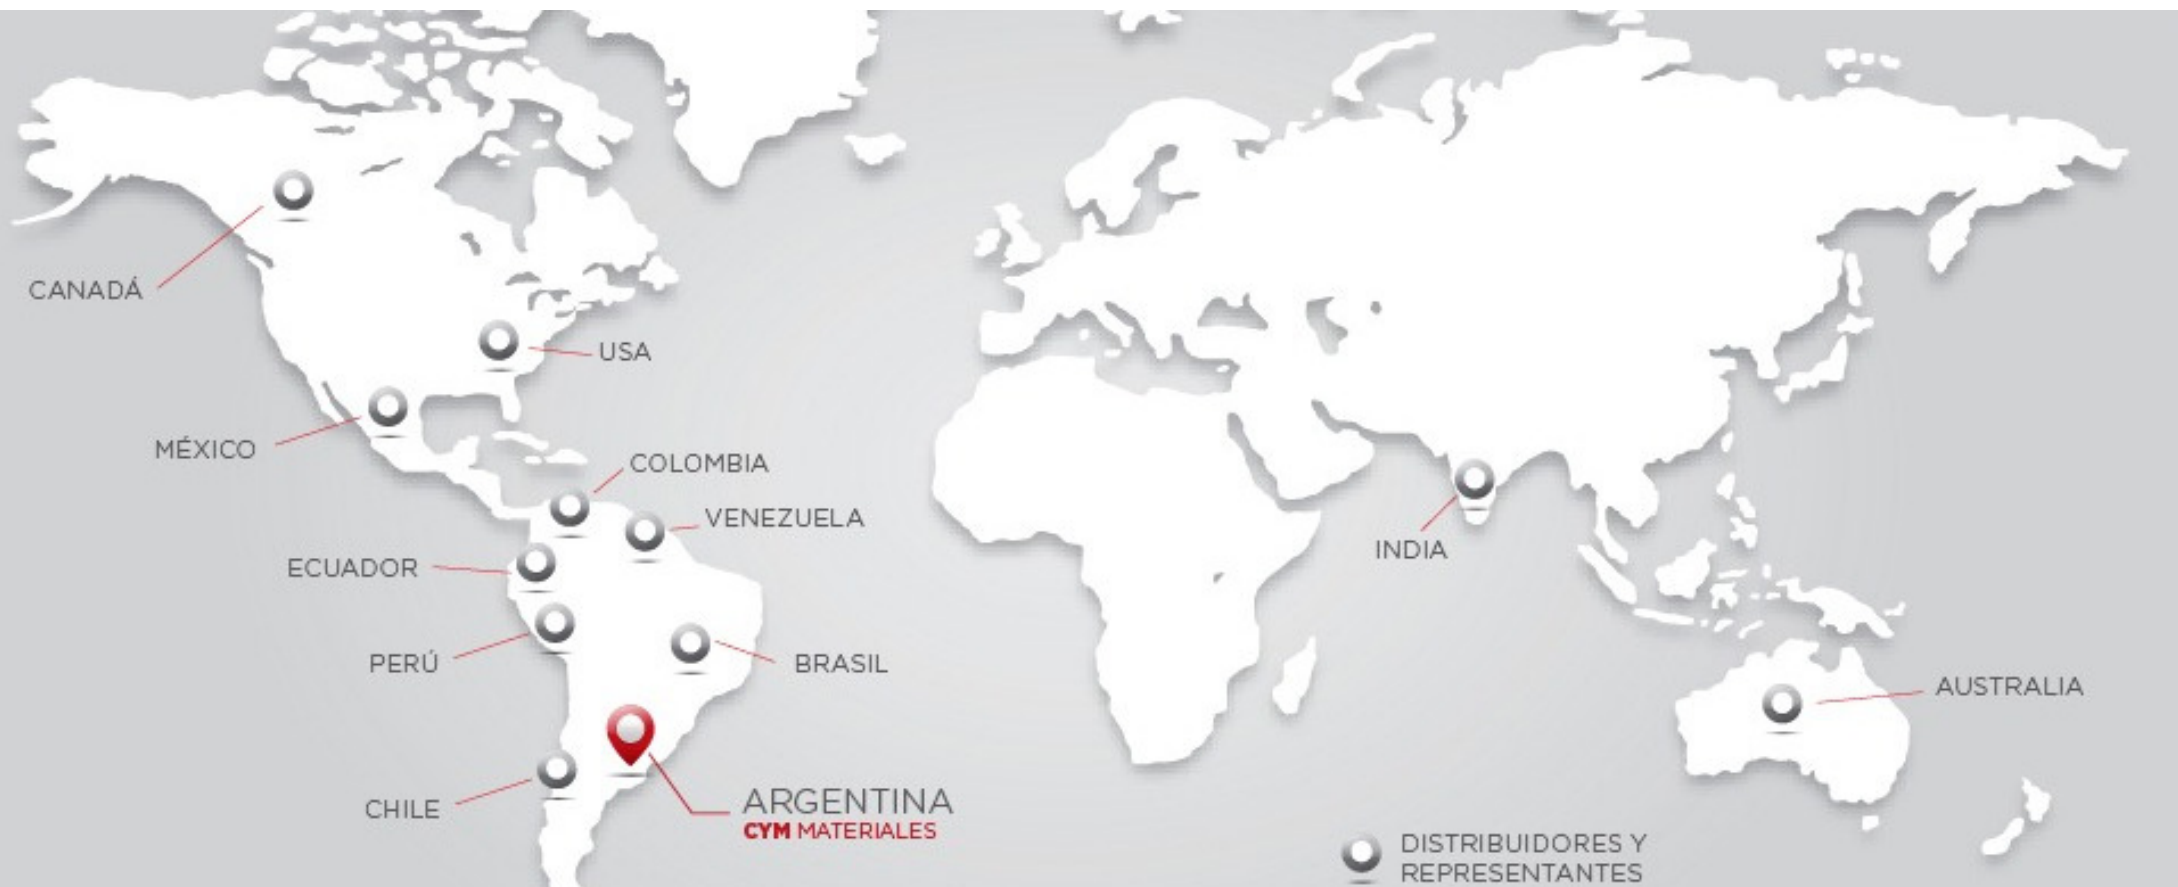 CANADÁ
USA
MÉXICO
COLOMBIA
VENEZUELA
ECUADOR
INDIA
PERÚ
BRASIL
AUSTRALIA
CHILE
ARGENTINA
CYM MATERIALES
DISTRIBUIDORES Y
REPRESENTANTES